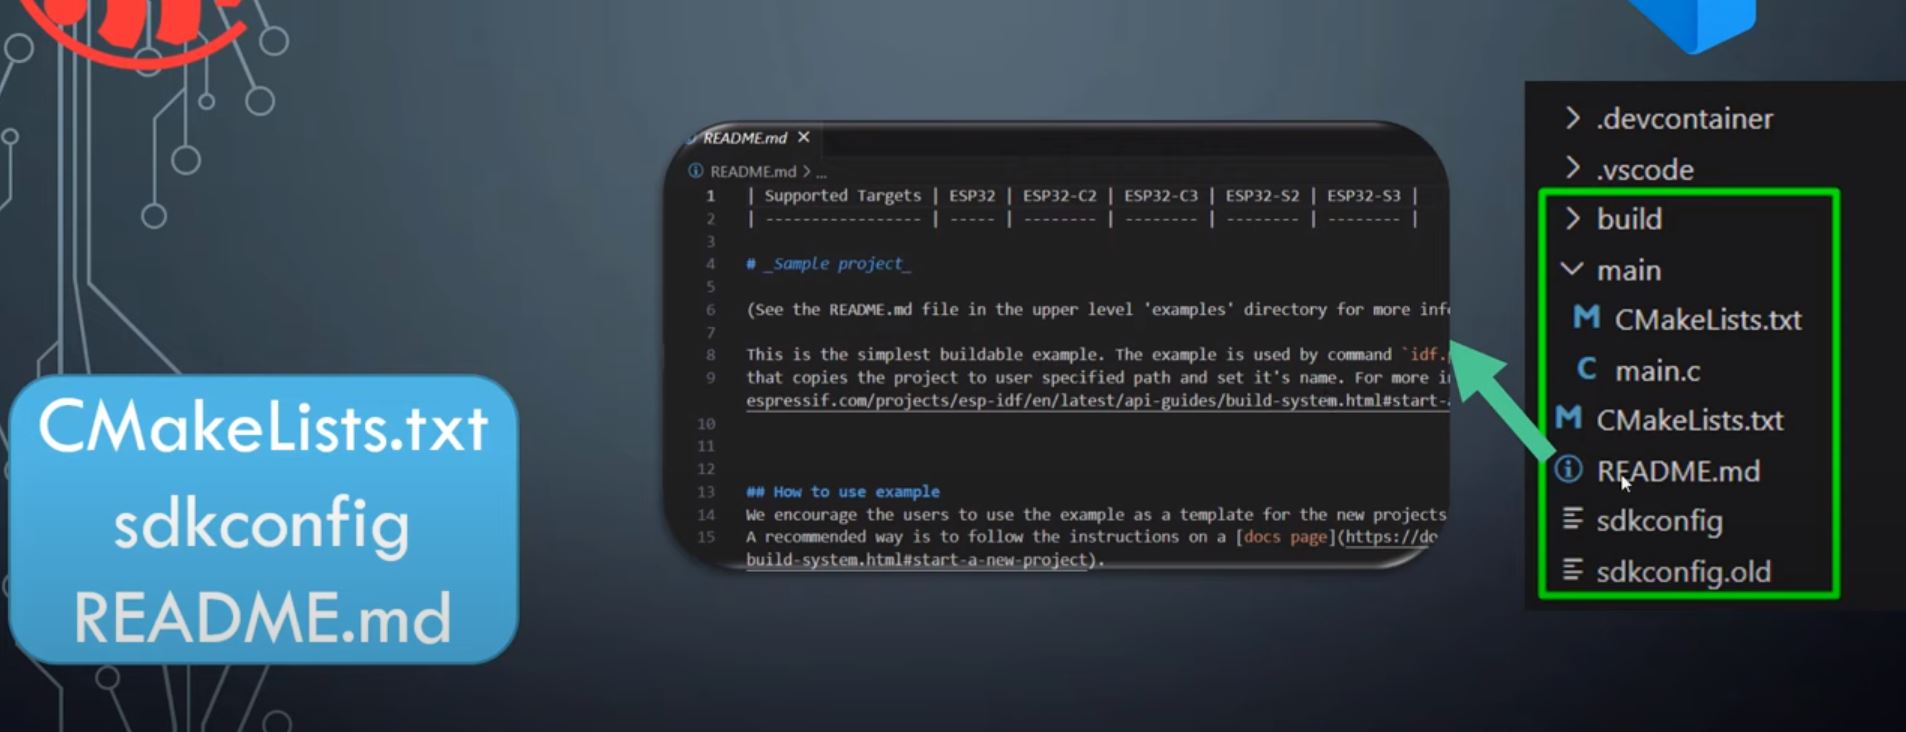 CMakeLists.txt
sdkconfig
README.md
README.md ×
README.md > ...
1 | Supported Targets | ESP32 | ESP32-C2 | ESP32-C3 | ESP32-S2 | ESP32-S3 |
2 | ----------------- | ----- | -------- | -------- | -------- | -------- |
3
4 # _Sample project_
5
6 (See the README.md file in the upper level 'examples' directory for more info
7
8 This is the simplest buildable example. The example is used by command `idf.
9 that copies the project to user specified path and set it's name. For more
espressif.com/projects/esp-idf/en/latest/api-guides/build-system.html#start-
10
11
12
13 ## How to use example
14 We encourage the users to use the example as a template for the new projects
15 A recommended way is to follow the instructions on a [docs page](https://do
build-system.html#start-a-new-project).
> .devcontainer
> .vscode
> build
main
M CMakeLists.txt
C main.c
M CMakeLists.txt
README.md
sdkconfig
sdkconfig.old